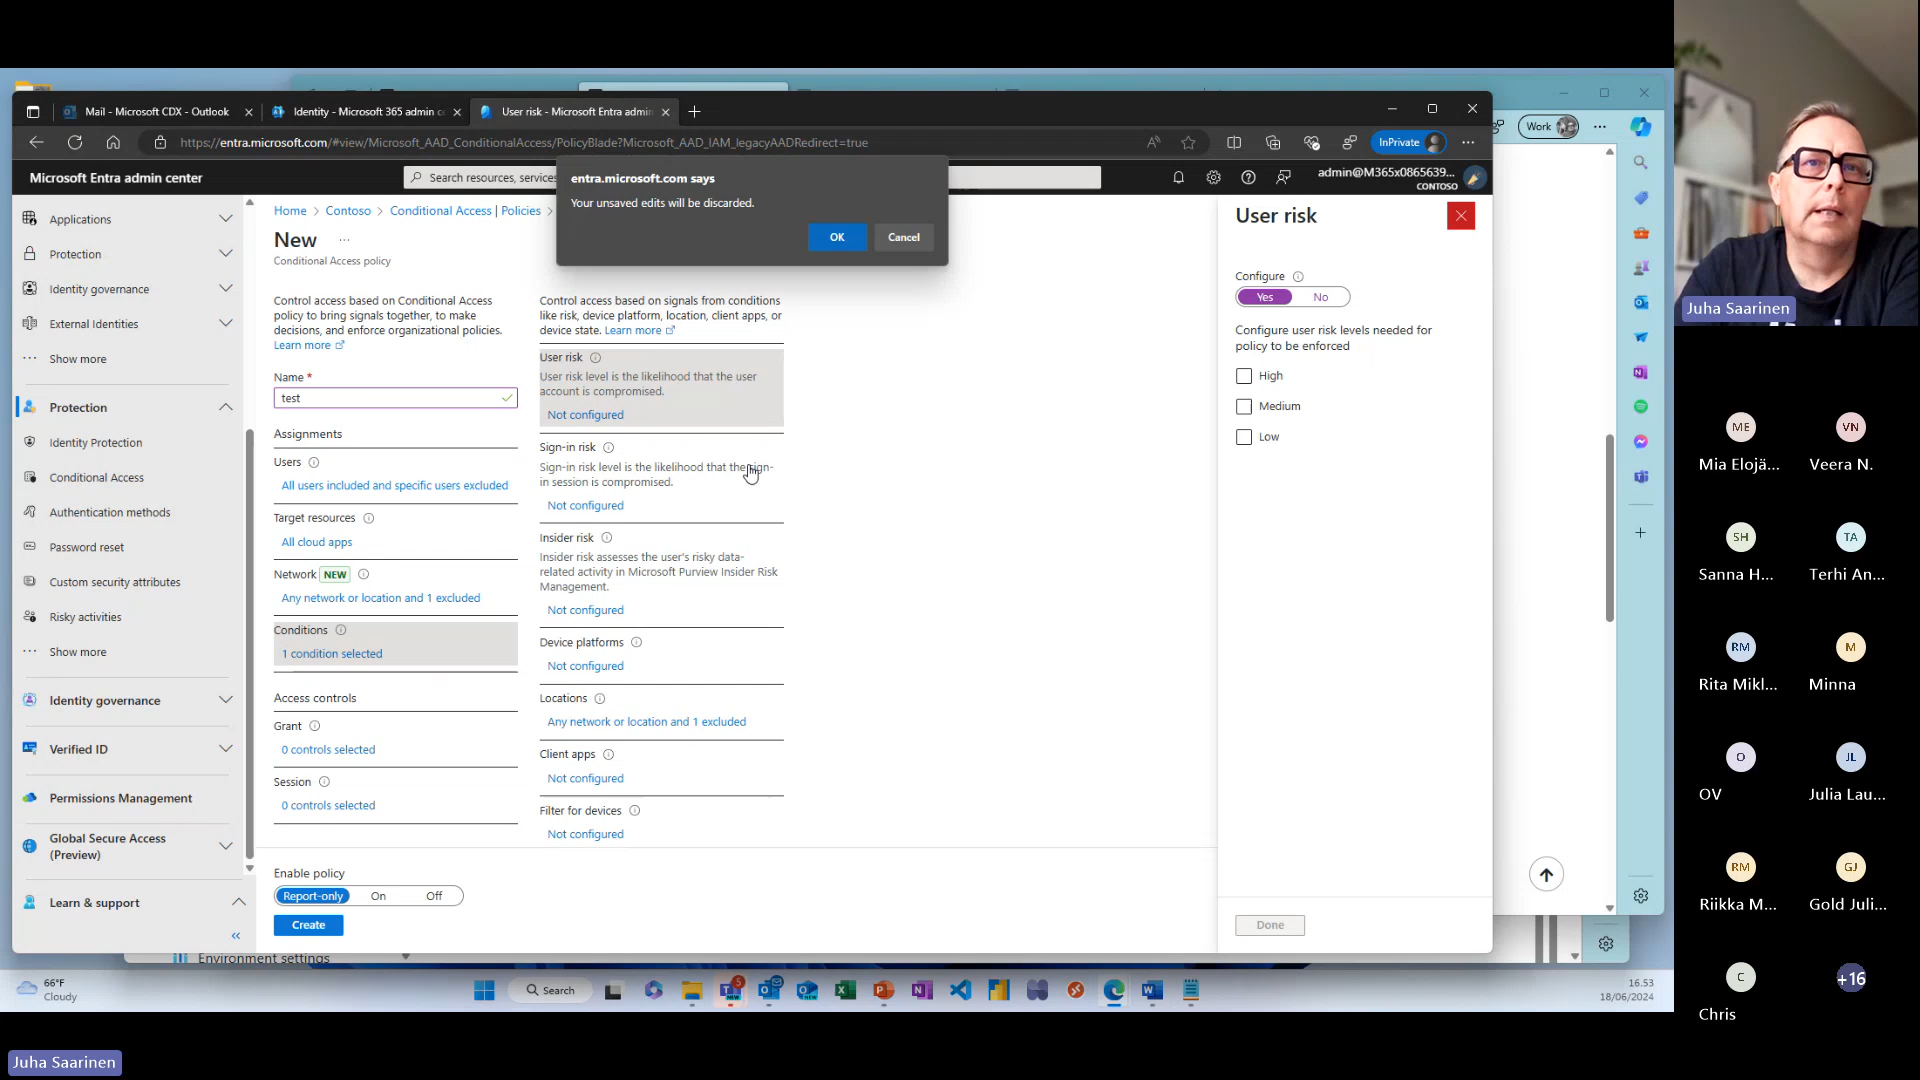 Mail - Microsoft CDX - Outlook
Identity - Microsoft 365 admin ce
User risk - Microsoft Entra admin
https://entra.microsoft.com/#view/Microsoft_AAD_ConditionalAccess/PolicyBlade?Microsoft_AAD_IAM_legacyAADRedirect=true
InPrivate
Work
Microsoft Entra admin center
Search resources, services
admin@M365x0865639...
CONTOSO
entra.microsoft.com says
Your unsaved edits will be discarded.
OK
Cancel
Applications
Protection
Identity governance
External Identities
Show more
Protection
Identity Protection
Conditional Access
Authentication methods
Password reset
Custom security attributes
Risky activities
Show more
Identity governance
Verified ID
Permissions Management
Global Secure Access
(Preview)
Learn & support
Home > Contoso > Conditional Access | Policies >
New ...
Conditional Access policy
Control access based on Conditional Access
policy to bring signals together, to make
decisions, and enforce organizational policies.
Learn more
Name *
test
Assignments
Users
All users included and specific users excluded
Target resources
All cloud apps
Network NEW
Any network or location and 1 excluded
Conditions
1 condition selected
Access controls
Grant
0 controls selected
Session
0 controls selected
Enable policy
Report-only On Off
Create
Control access based on signals from conditions
like risk, device platform, location, client apps, or
device state. Learn more
User risk
User risk level is the likelihood that the user
account is compromised.
Not configured
Sign-in risk
Sign-in risk level is the likelihood that the sign-
in session is compromised.
Not configured
Insider risk
Insider risk assesses the user's risky data-
related activity in Microsoft Purview Insider Risk
Management.
Not configured
Device platforms
Not configured
Locations
Any network or location and 1 excluded
Client apps
Not configured
Filter for devices
Not configured
User risk
Configure
Yes No
Configure user risk levels needed for
policy to be enforced
High
Medium
Low
Done
Environment settings
66°F
Cloudy
Search
5
NEW
16.53
18/06/2024
Juha Saarinen
Juha Saarinen
ME
Mia Elojä...
VN
Veera N.
SH
Sanna H...
TA
Terhi An...
RM
Rita Mikl...
M
Minna
O
OV
JL
Julia Lau...
RM
Riikka M...
GJ
Gold Juli...
C
Chris
+16